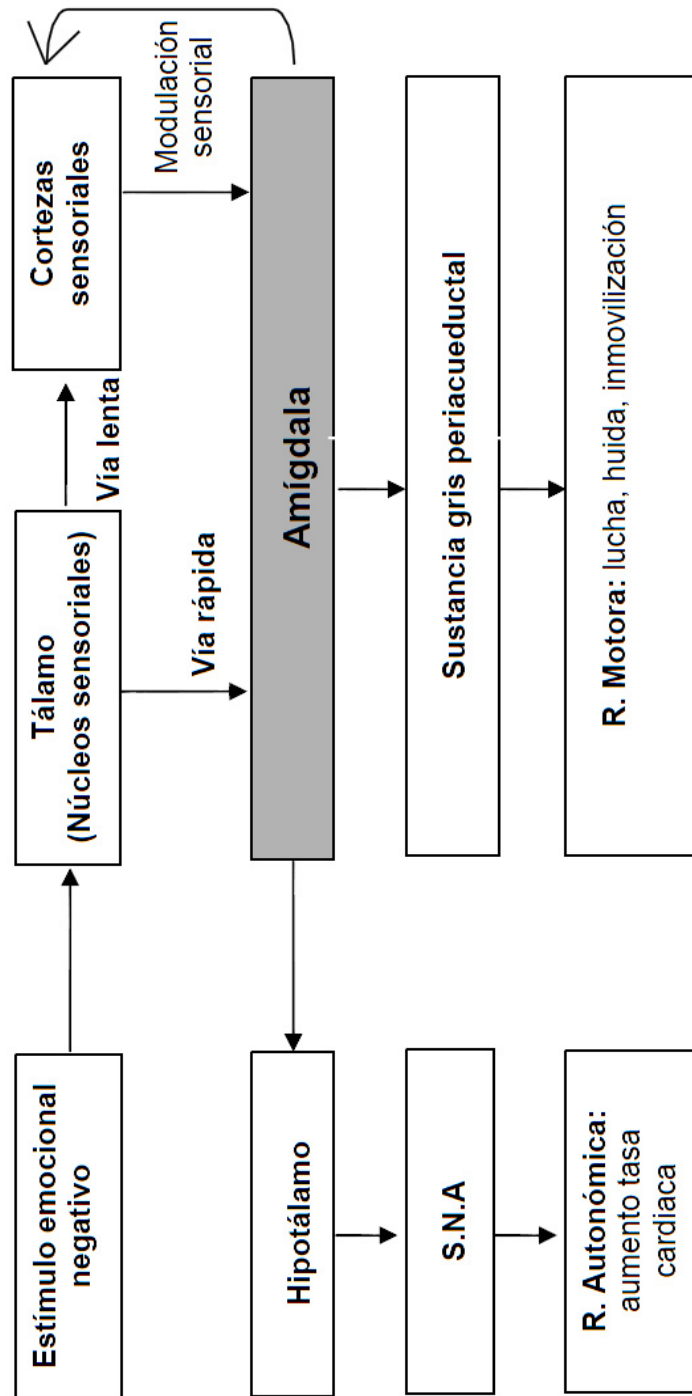 Estímulo emocional
negativo
Tálamo
(Núcleos sensoriales)
Vía lenta
Cortezas
sensoriales
Vía rápida
Modulación
sensorial
Hipotálamo
Amígdala
S.N.A
Sustancia gris periacueductal
R. Autonómica:
aumento tasa
cardiaca
R. Motora: lucha, huida, inmovilización